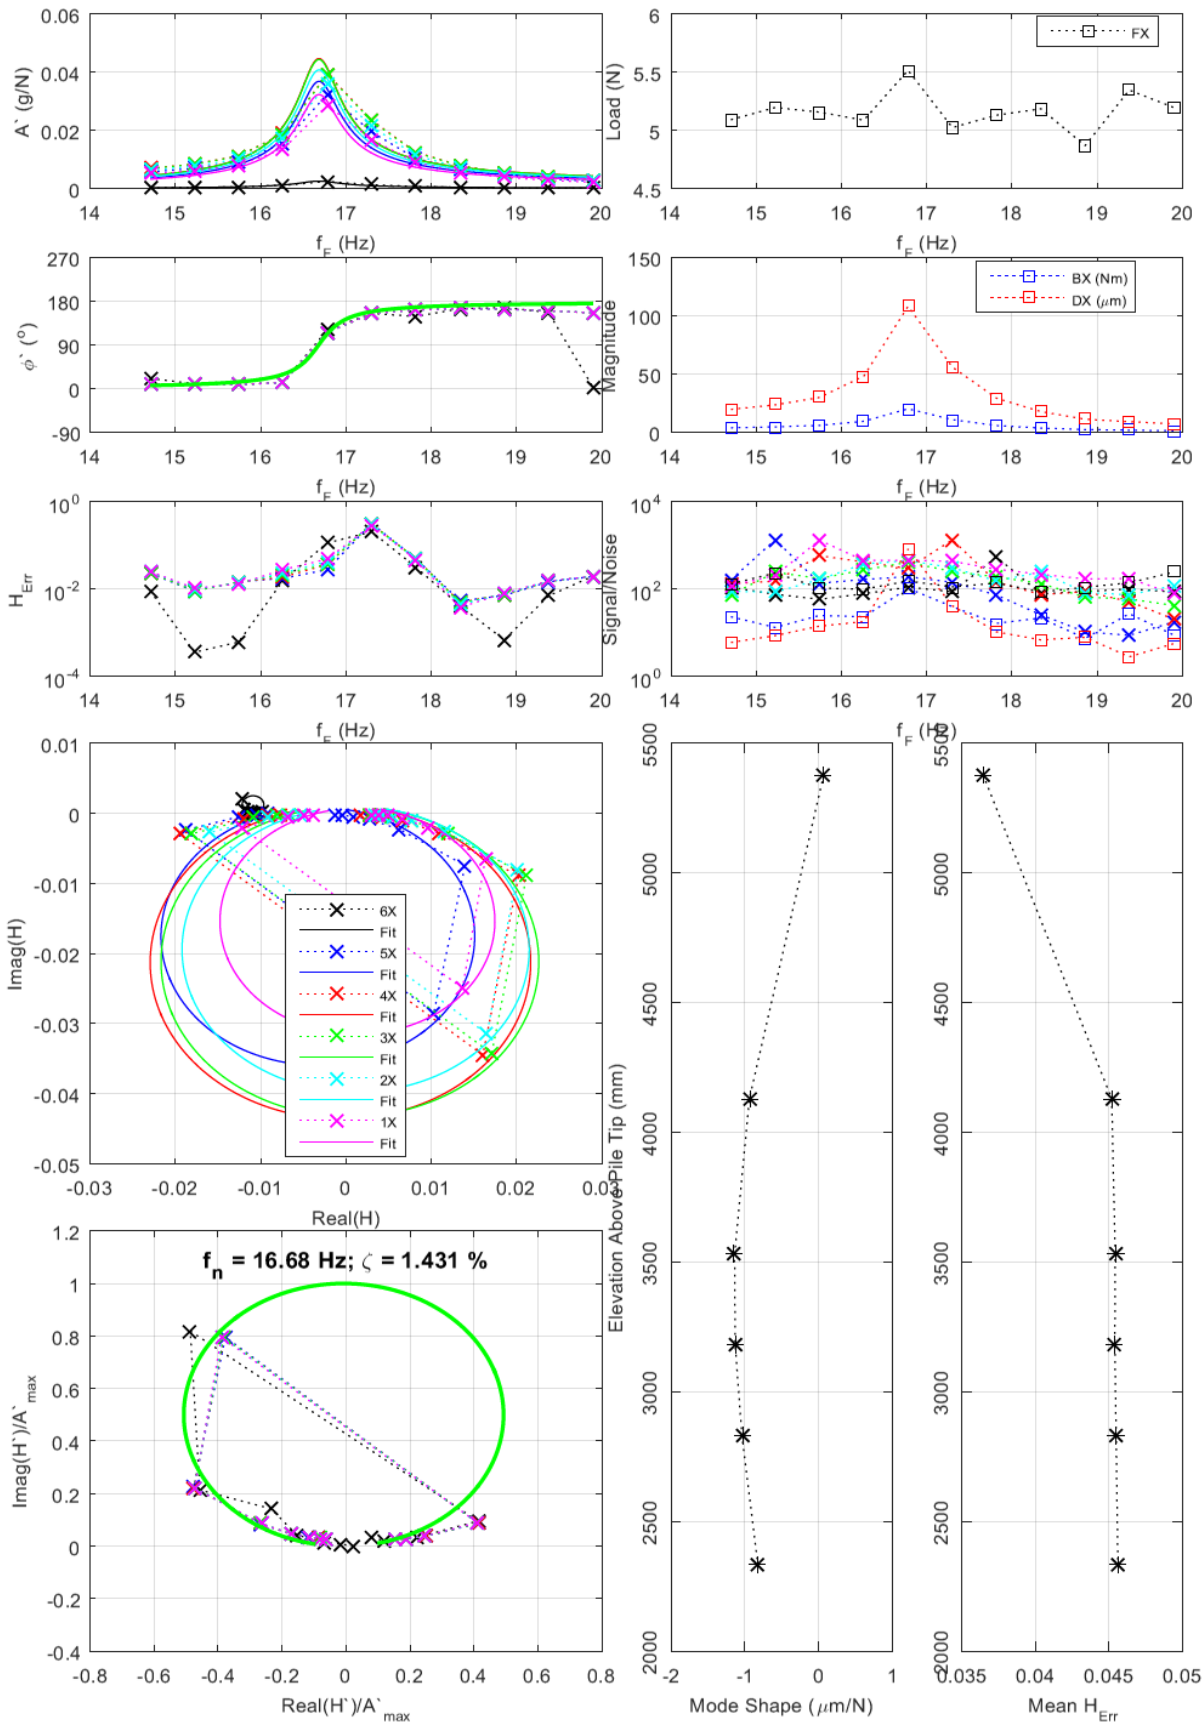 0.06
0.04
0.02
0
A` (g/N)
14 15 16 17 18 19 20
f_F (Hz)
6
5.5
5
4.5
Load (N)
FX
14 15 16 17 18 19 20
f_F (Hz)
270
180
90
0
-90
ϕ` (°)
14 15 16 17 18 19 20
f_F (Hz)
150
100
50
0
Magnitude
BX (Nm)
DX (μm)
14 15 16 17 18 19 20
f_F (Hz)
10^0
10^-2
10^-4
H_Err
14 15 16 17 18 19 20
f_F (Hz)
10^4
10^2
10^0
Signal/Noise
14 15 16 17 18 19 20
f_F (Hz)
0.01
0
-0.01
-0.02
-0.03
-0.04
-0.05
Imag(H)
6X
Fit
5X
Fit
4X
Fit
3X
Fit
2X
Fit
1X
Fit
-0.03 -0.02 -0.01 0 0.01 0.02 0.03
Real(H)
f_n = 16.68 Hz; ζ = 1.431 %
1.2
1
0.8
0.6
0.4
0.2
0
-0.2
-0.4
Imag(H`)/A`_max
-0.8 -0.6 -0.4 -0.2 0 0.2 0.4 0.6 0.8
Real(H`)/A`_max
5500
5000
4500
4000
3500
3000
2500
2000
Elevation Above Pile Tip (mm)
-2 -1 0 1
Mode Shape (μm/N)
5500
5000
4500
4000
3500
3000
2500
2000
0.035 0.04 0.045 0.05
Mean H_Err